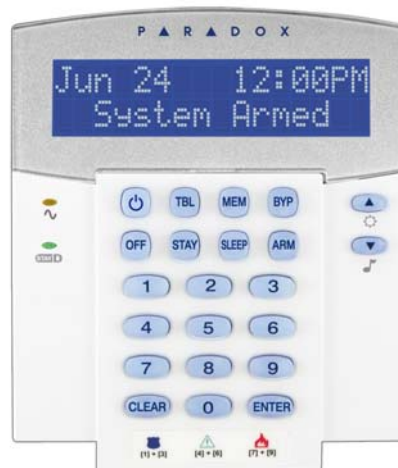 PARADOX
Jun 24 12:00PM
System Armed
TBL MEM BYP
OFF STAY SLEEP ARM
1 2 3
4 5 6
7 8 9
CLEAR 0 ENTER
[1] + [3] [4] + [6] [7] + [9]